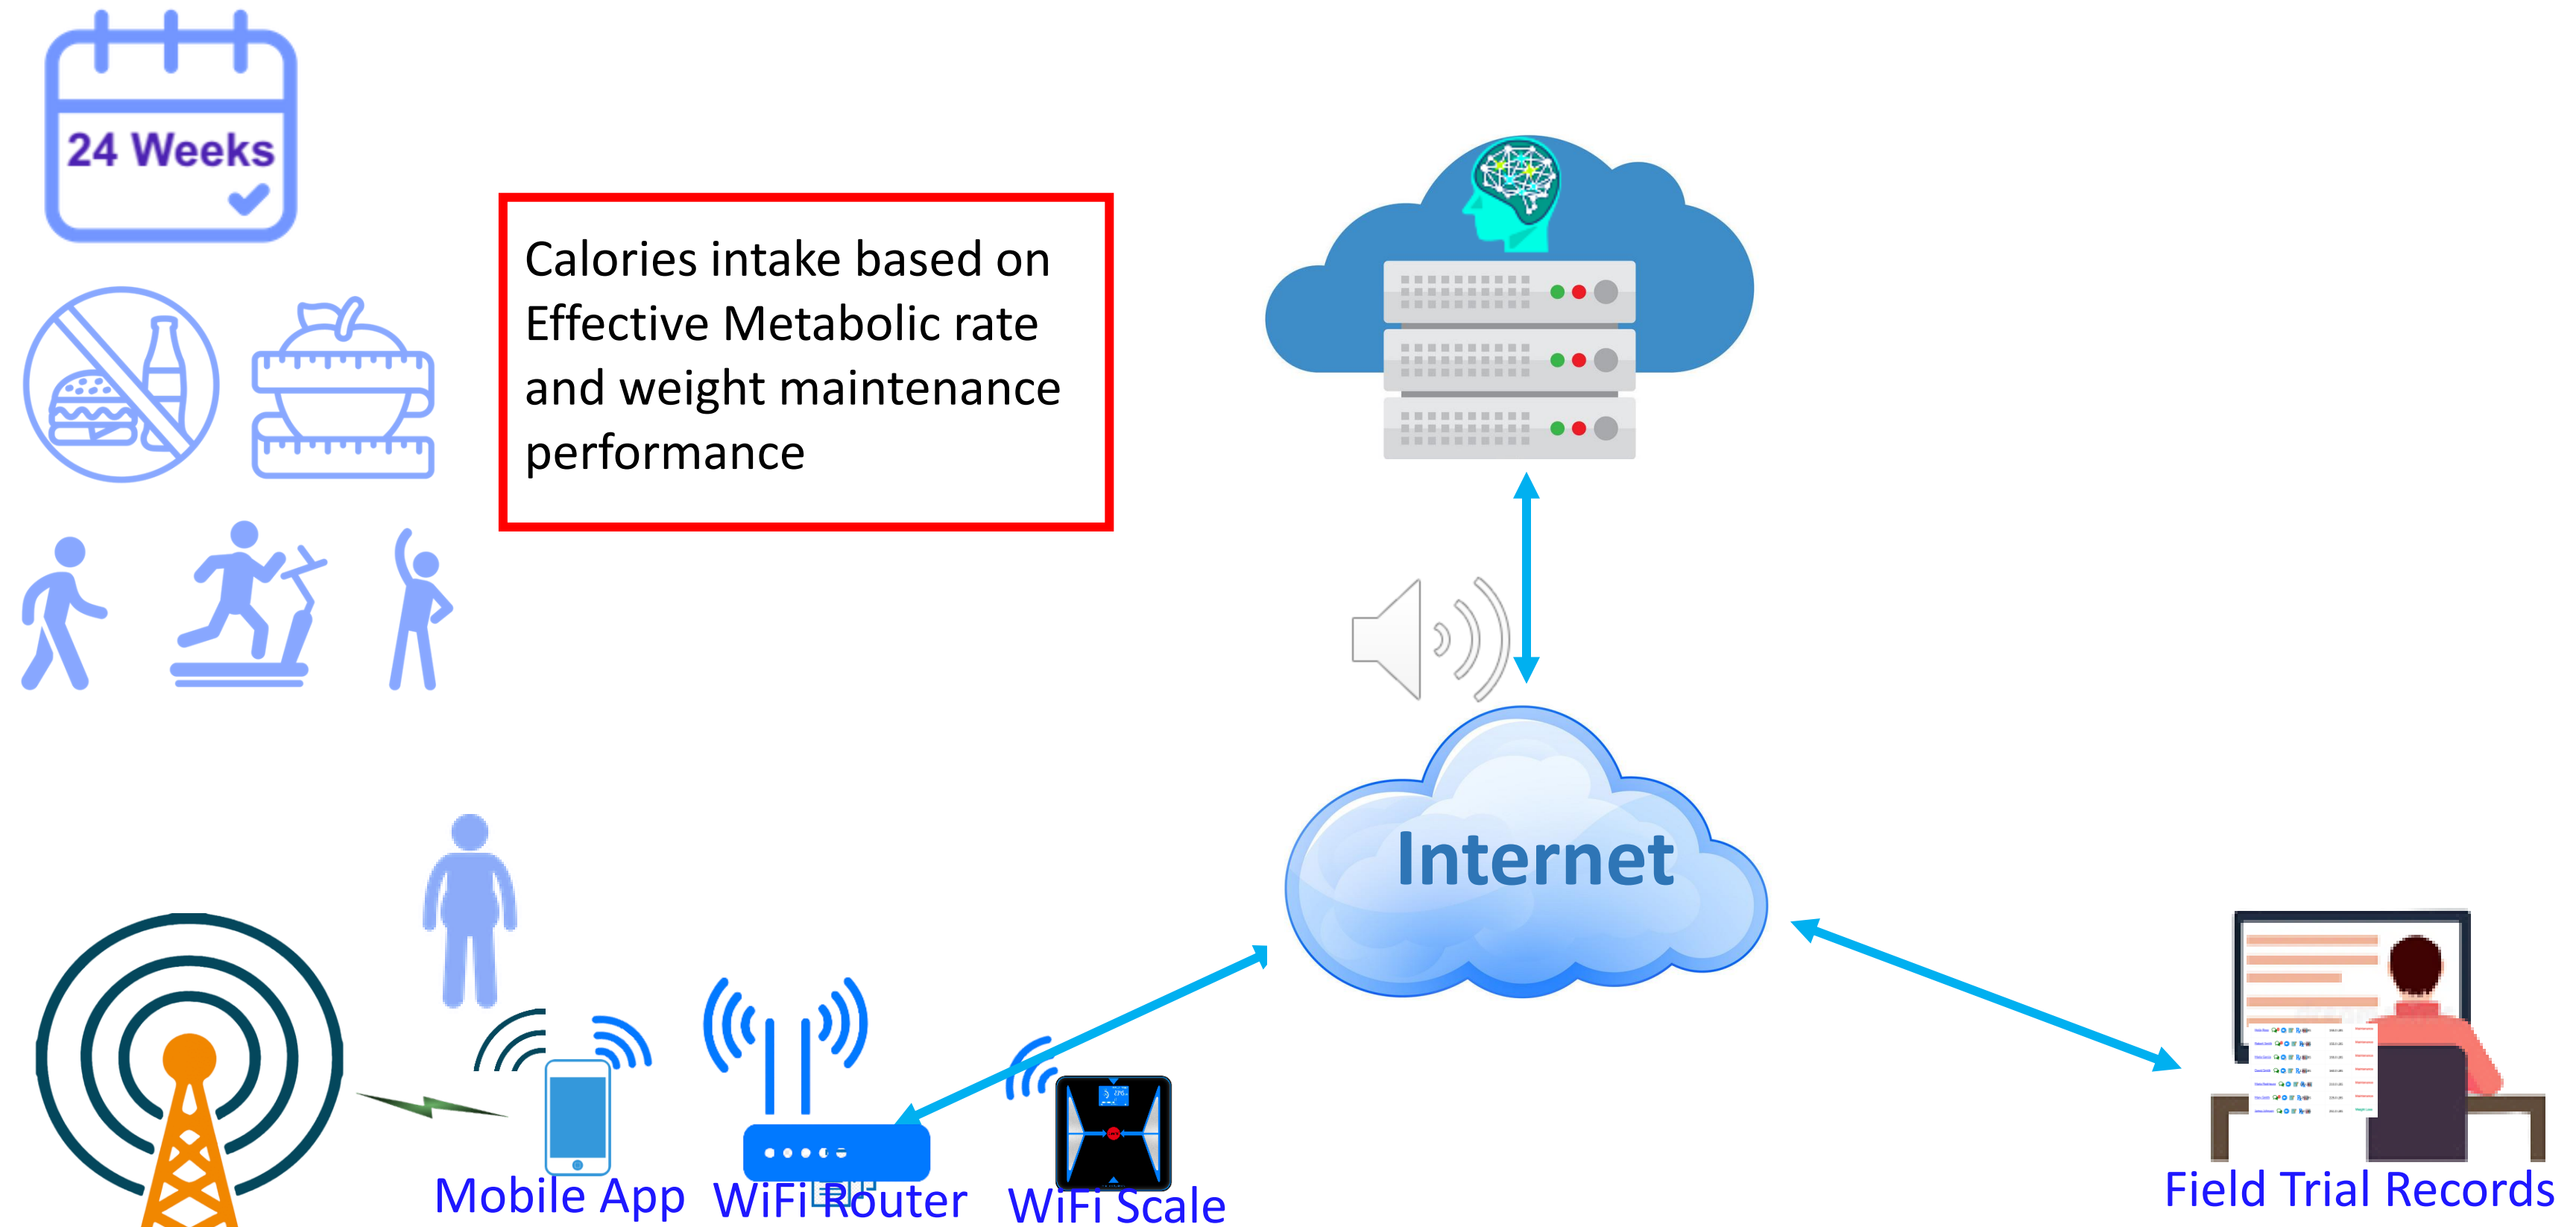 24 Weeks
Calories intake based on
Effective Metabolic rate
and weight maintenance
performance
Internet
Mobile App
WiFi Router
WiFi Scale
Field Trial Records